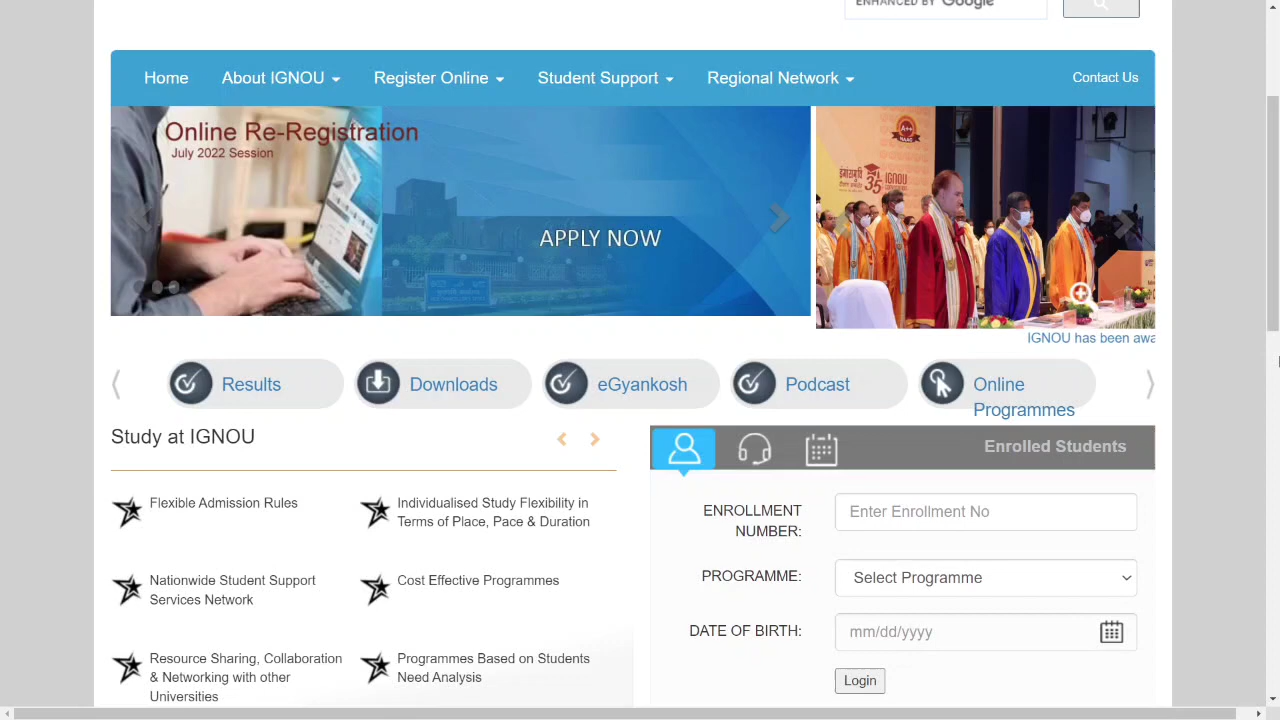 ENHANCED BY Google
Home
About IGNOU
Register Online
Student Support
Regional Network
Contact Us
Online Re-Registration
July 2022 Session
APPLY NOW
A++
NAAC
35
IGNOU
IGNOU has been awa
Results
Downloads
eGyankosh
Podcast
Online
Programmes
Study at IGNOU
Flexible Admission Rules
Individualised Study Flexibility in
Terms of Place, Pace & Duration
Nationwide Student Support
Services Network
Cost Effective Programmes
Resource Sharing, Collaboration
& Networking with other
Universities
Programmes Based on Students
Need Analysis
Enrolled Students
ENROLLMENT
NUMBER:
Enter Enrollment No
PROGRAMME:
Select Programme
DATE OF BIRTH:
mm/dd/yyyy
Login